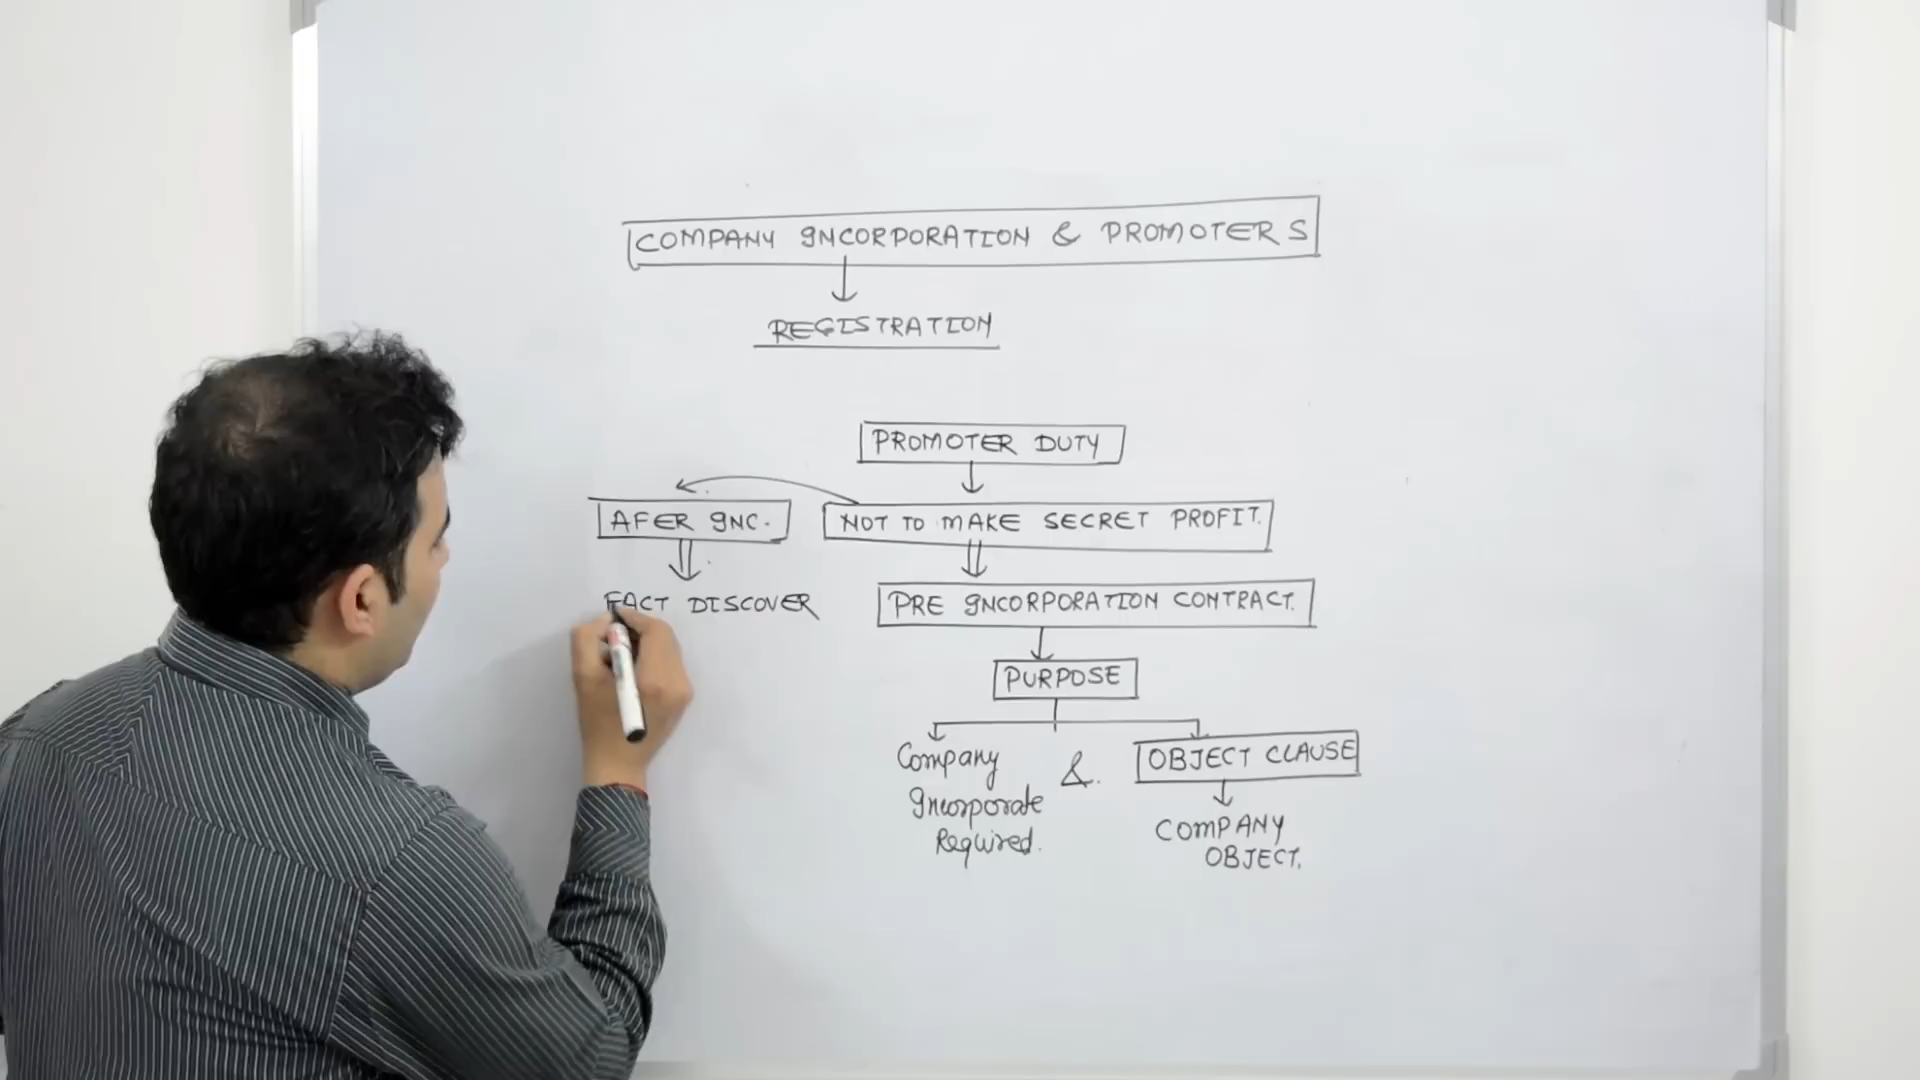 COMPANY INCORPORATION & PROMOTERS
REGISTRATION
PROMOTER DUTY
AFER INC.
NOT TO MAKE SECRET PROFIT.
FACT DISCOVER
PRE INCORPORATION CONTRACT.
PURPOSE
Company
Incorporate
Required.
&.
OBJECT CLAUSE
COMPANY
OBJECT.